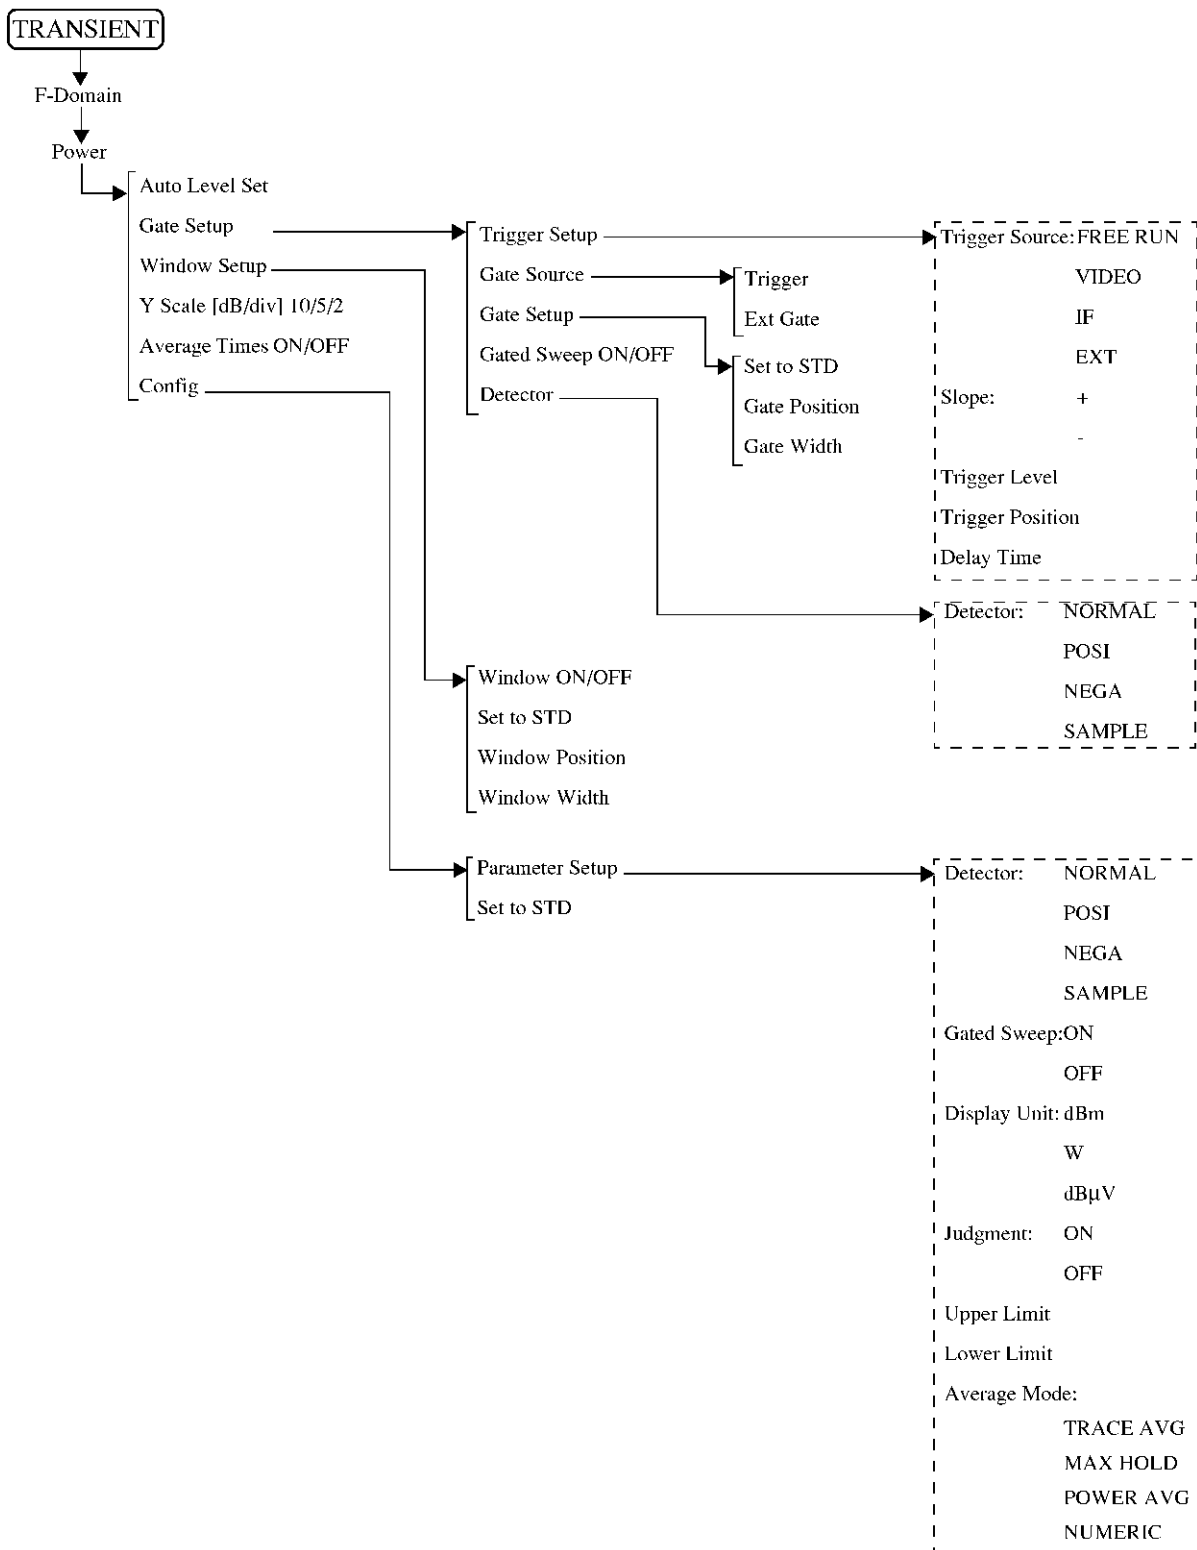 TRANSIENT
F-Domain
Power
Auto Level Set
Gate Setup
Window Setup
Y Scale [dB/div] 10/5/2
Average Times ON/OFF
Config
Trigger Setup
Gate Source
Gate Setup
Gated Sweep ON/OFF
Detector
Trigger
Ext Gate
Set to STD
Gate Position
Gate Width
Trigger Source: FREE RUN
VIDEO
IF
EXT
Slope: +
-
Trigger Level
Trigger Position
Delay Time
Detector: NORMAL
POSI
NEGA
SAMPLE
Window ON/OFF
Set to STD
Window Position
Window Width
Parameter Setup
Set to STD
Detector: NORMAL
POSI
NEGA
SAMPLE
Gated Sweep: ON
OFF
Display Unit: dBm
W
dBµV
Judgment: ON
OFF
Upper Limit
Lower Limit
Average Mode:
TRACE AVG
MAX HOLD
POWER AVG
NUMERIC